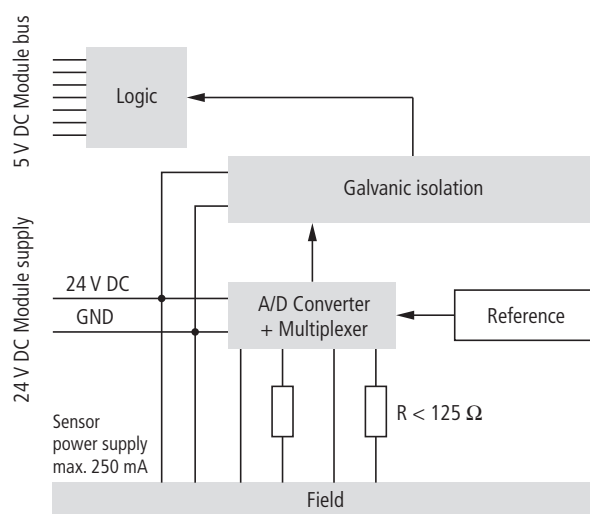 5 V DC Module bus
Logic
Galvanic isolation
24 V DC Module supply
24 V DC
GND
A/D Converter
+ Multiplexer
Reference
Sensor
power supply
max. 250 mA
R < 125 Ω
Field